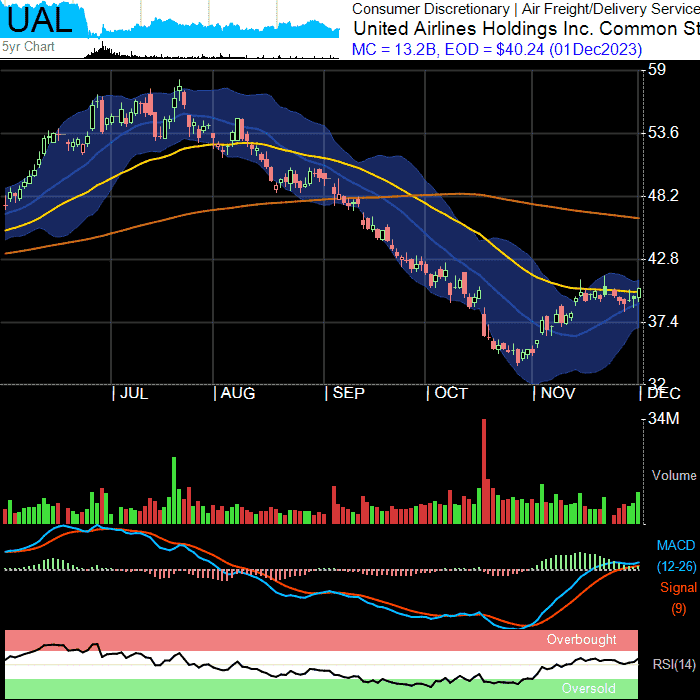 UAL
5yr Chart
Consumer Discretionary | Air Freight/Delivery Service
United Airlines Holdings Inc. Common St
MC = 13.2B, EOD = $40.24 (01Dec2023)
59
53.6
48.2
42.8
37.4
32
JUL AUG SEP OCT NOV DEC
34M
Volume
MACD
(12-26)
Signal
(9)
Overbought
RSI(14)
Oversold